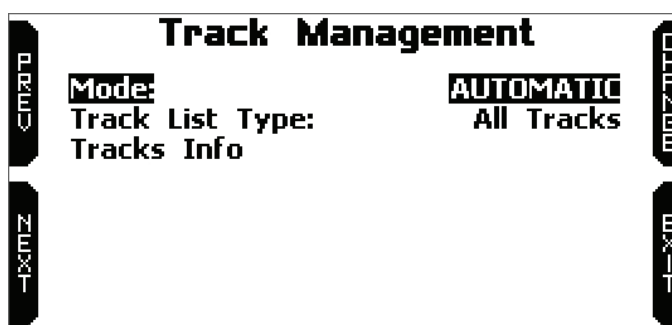 Track Management
PREV
Mode: AUTOMATIC
Track List Type: All Tracks
Tracks Info
CHANGE
NEXT
EXIT